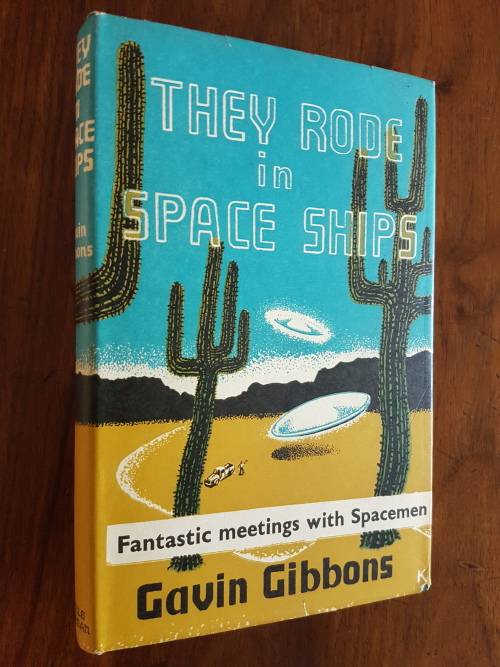 THEY RODE
in
SPACE SHIPS
Fantastic meetings with Spacemen
Gavin Gibbons
K